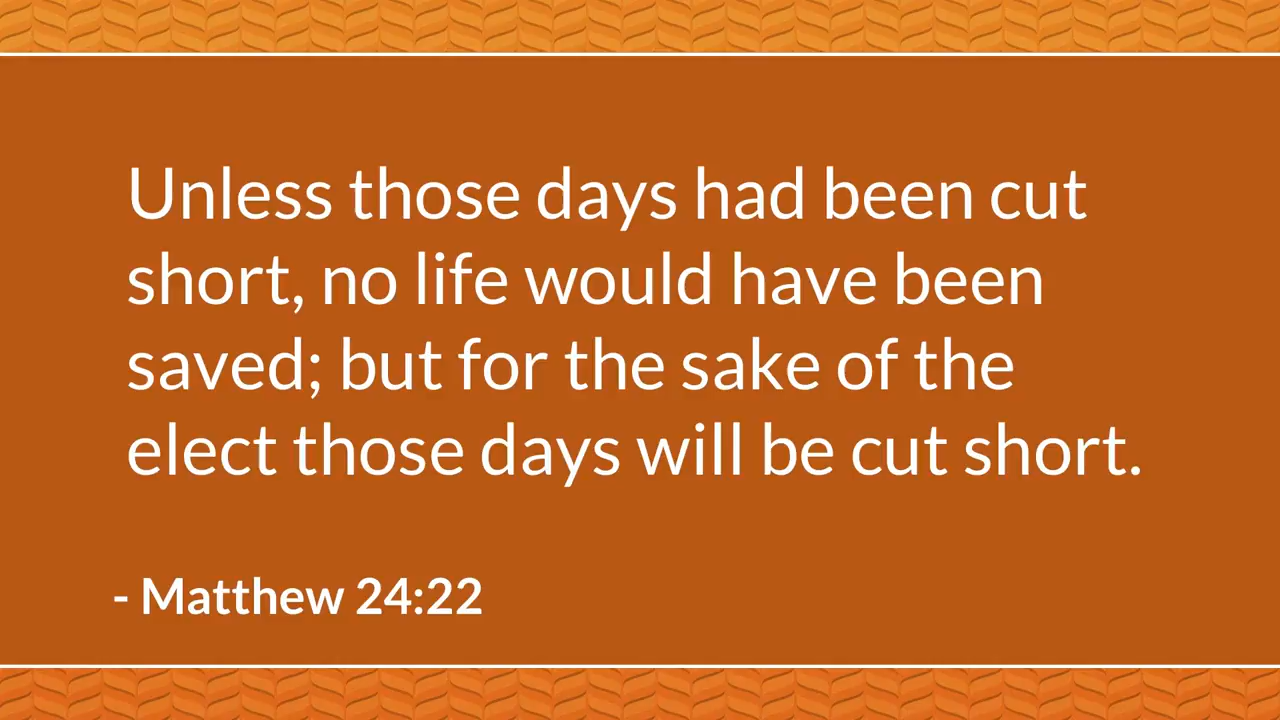 Unless those days had been cut
short, no life would have been
saved; but for the sake of the
elect those days will be cut short.
- Matthew 24:22